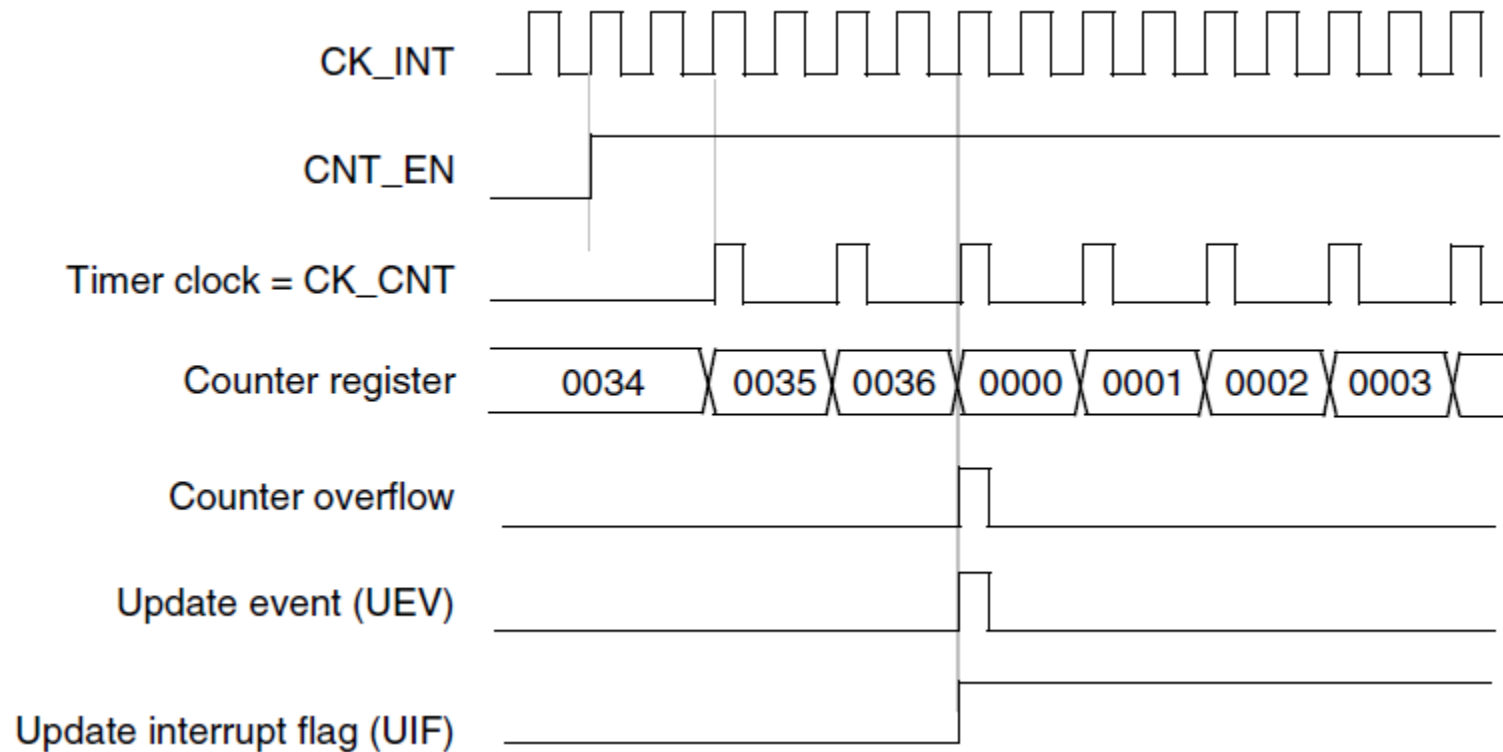 CK_INT
CNT_EN
Timer clock = CK_CNT
Counter register
0034 0035 0036 0000 0001 0002 0003
Counter overflow
Update event (UEV)
Update interrupt flag (UIF)